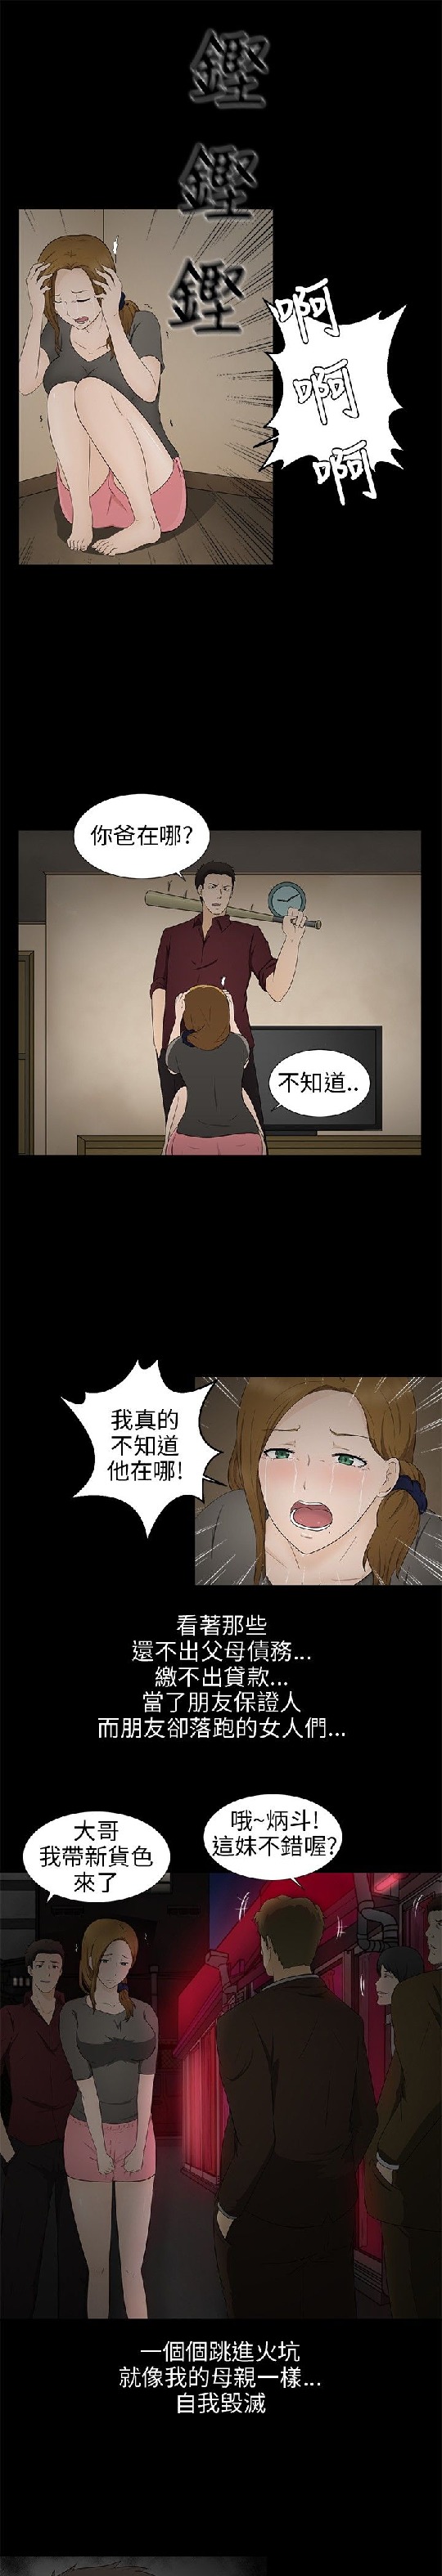 鏗
鏗
鏗
啊
啊
啊
你爸在哪?
不知道..
我真的
不知道
他在哪!
看著那些
還不出父母債務...
繳不出貸款...
當了朋友保證人
而朋友卻落跑的女人們...
大哥
我帶新貨色
來了
哦~炳斗!
這妹不錯喔?
一個個跳進火坑
就像我的母親一樣...
自我毀滅